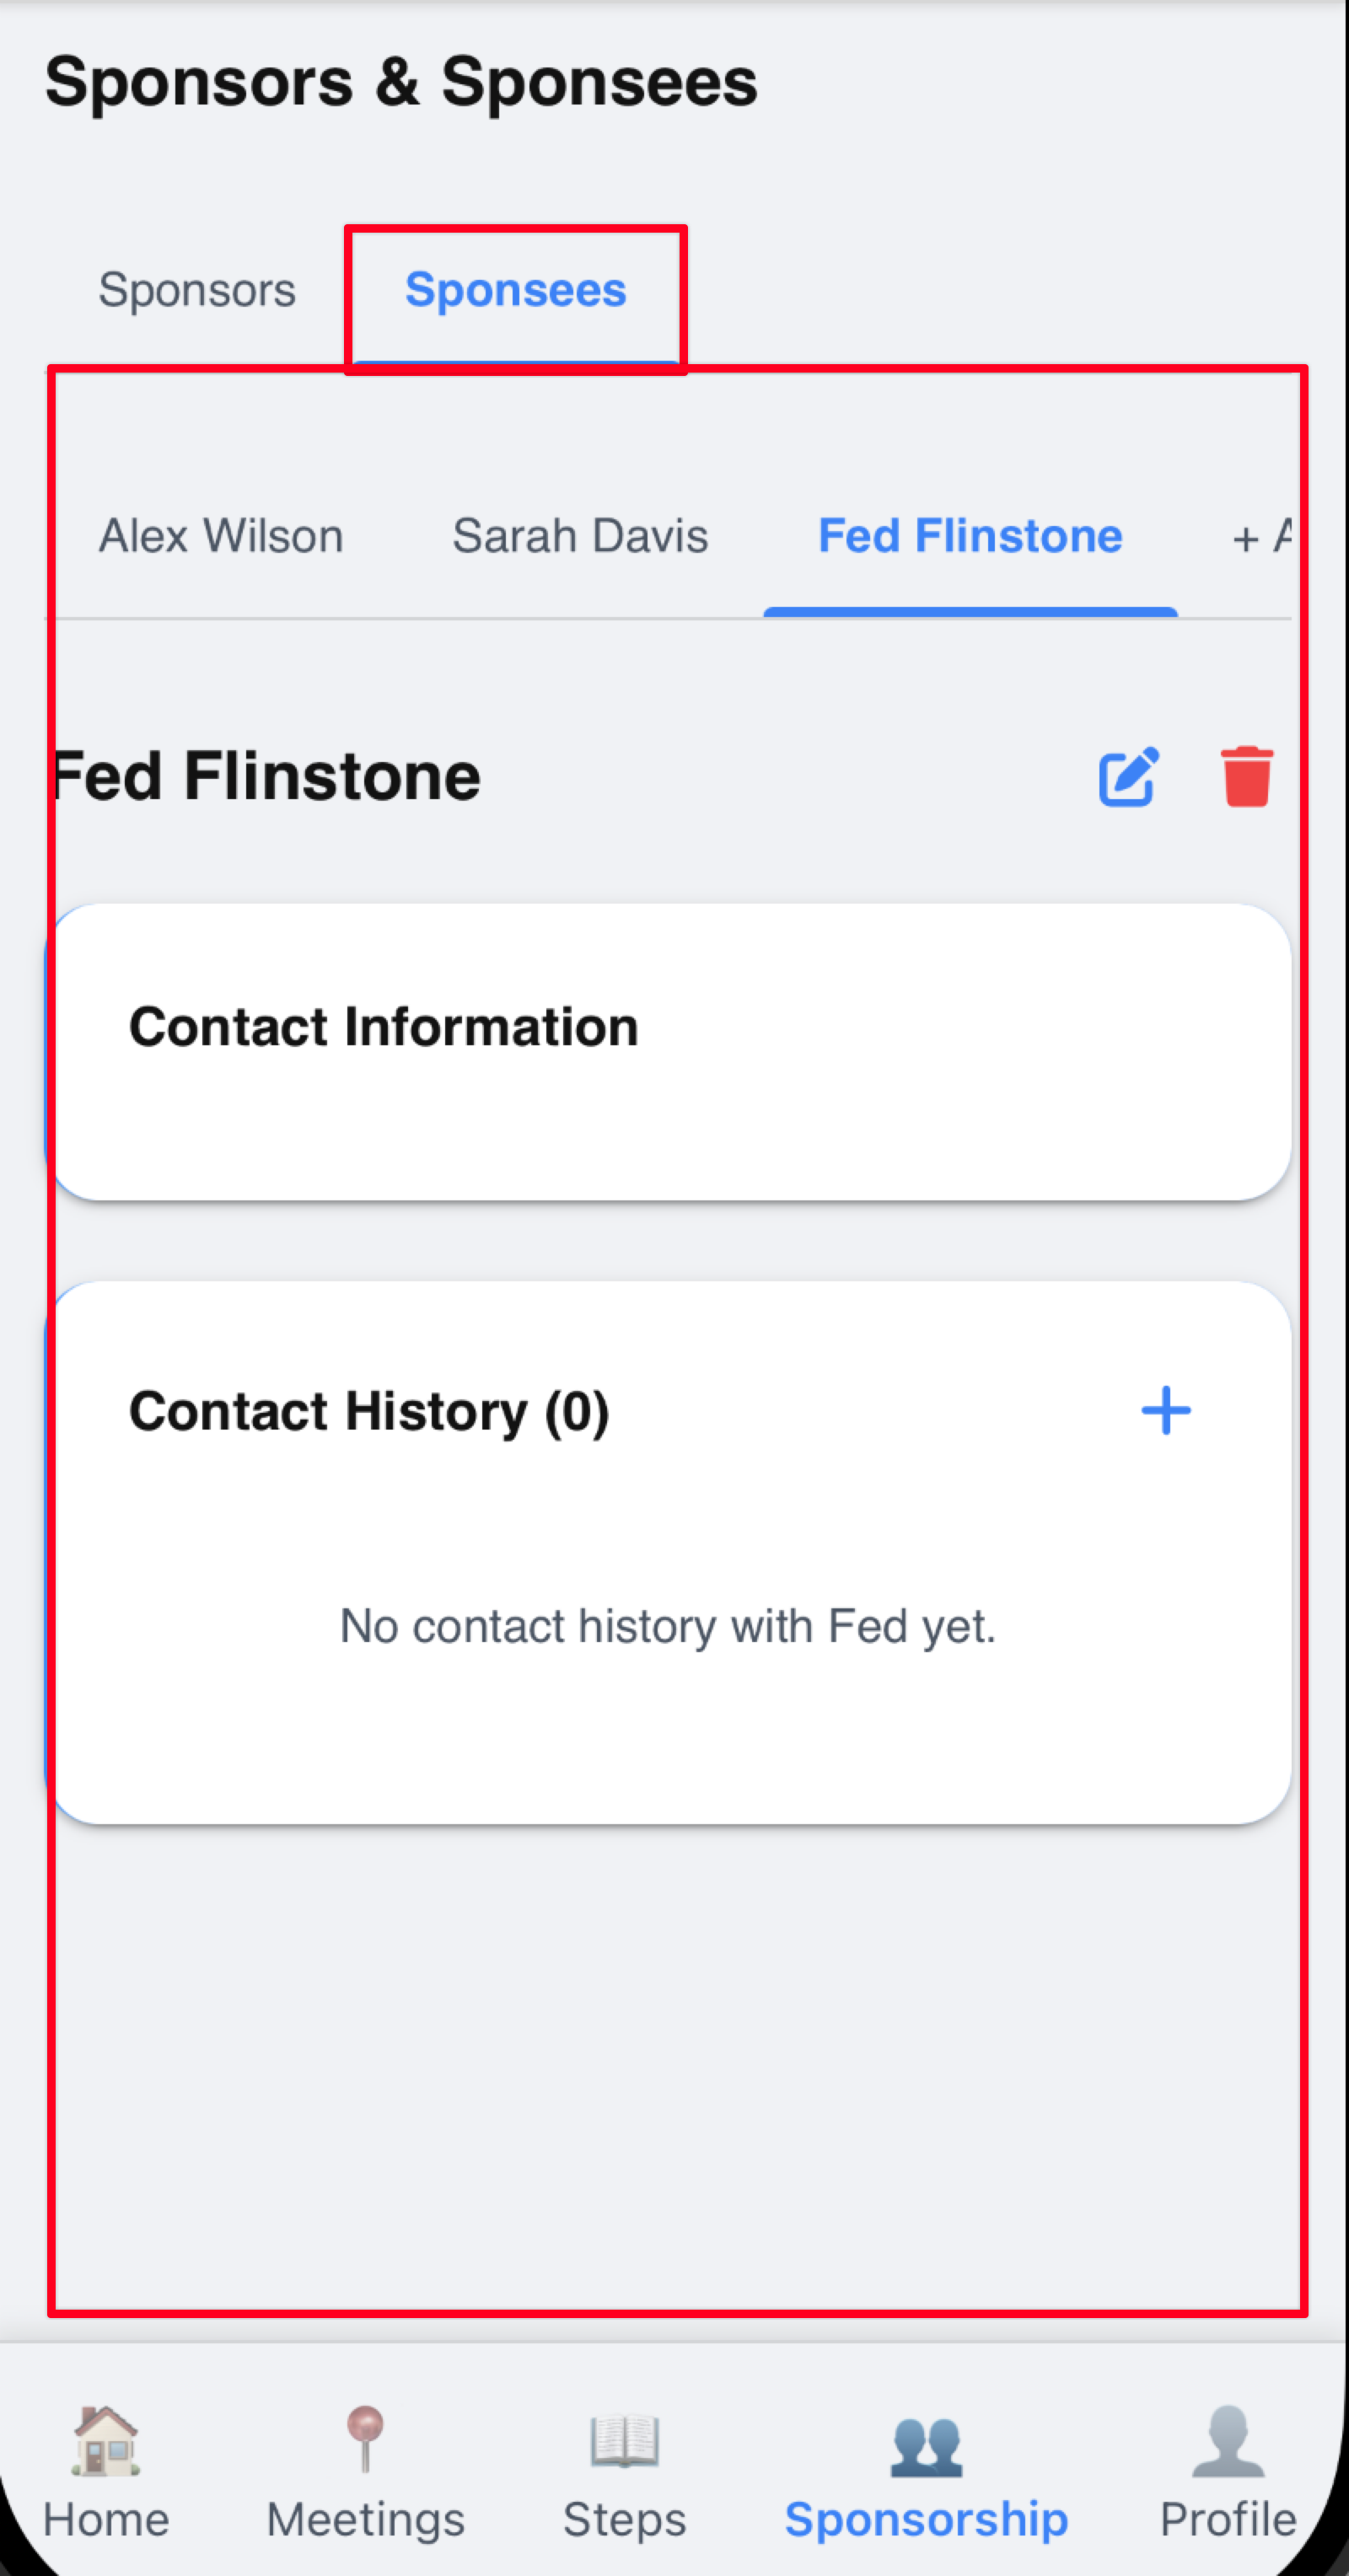 Sponsors & Sponsees
Sponsors Sponsees
Alex Wilson Sarah Davis Fed Flinstone + A
Fed Flinstone
Contact Information
Contact History (0)
No contact history with Fed yet.
Home Meetings Steps Sponsorship Profile